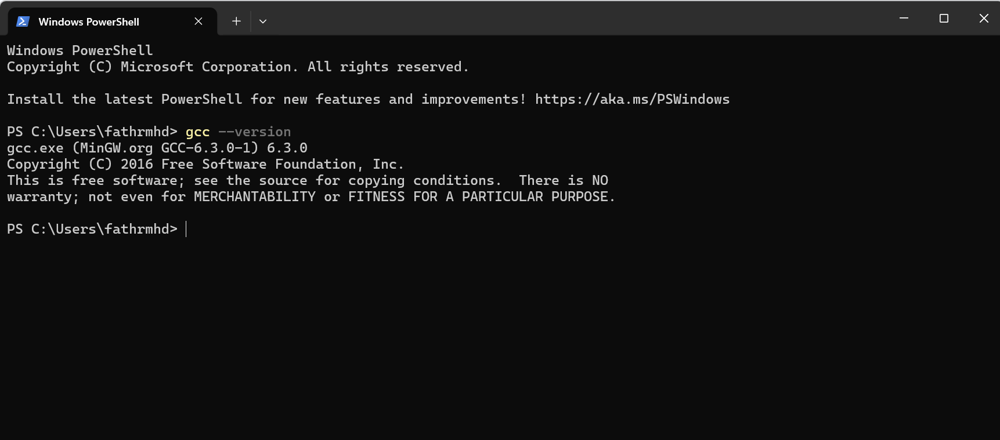 Windows PowerShell
Windows PowerShell
Copyright (C) Microsoft Corporation. All rights reserved.
Install the latest PowerShell for new features and improvements! https://aka.ms/PSWindows
PS C:\Users\fathrmhd> gcc --version
gcc.exe (MinGW.org GCC-6.3.0-1) 6.3.0
Copyright (C) 2016 Free Software Foundation, Inc.
This is free software; see the source for copying conditions.  There is NO
warranty; not even for MERCHANTABILITY or FITNESS FOR A PARTICULAR PURPOSE.
PS C:\Users\fathrmhd>